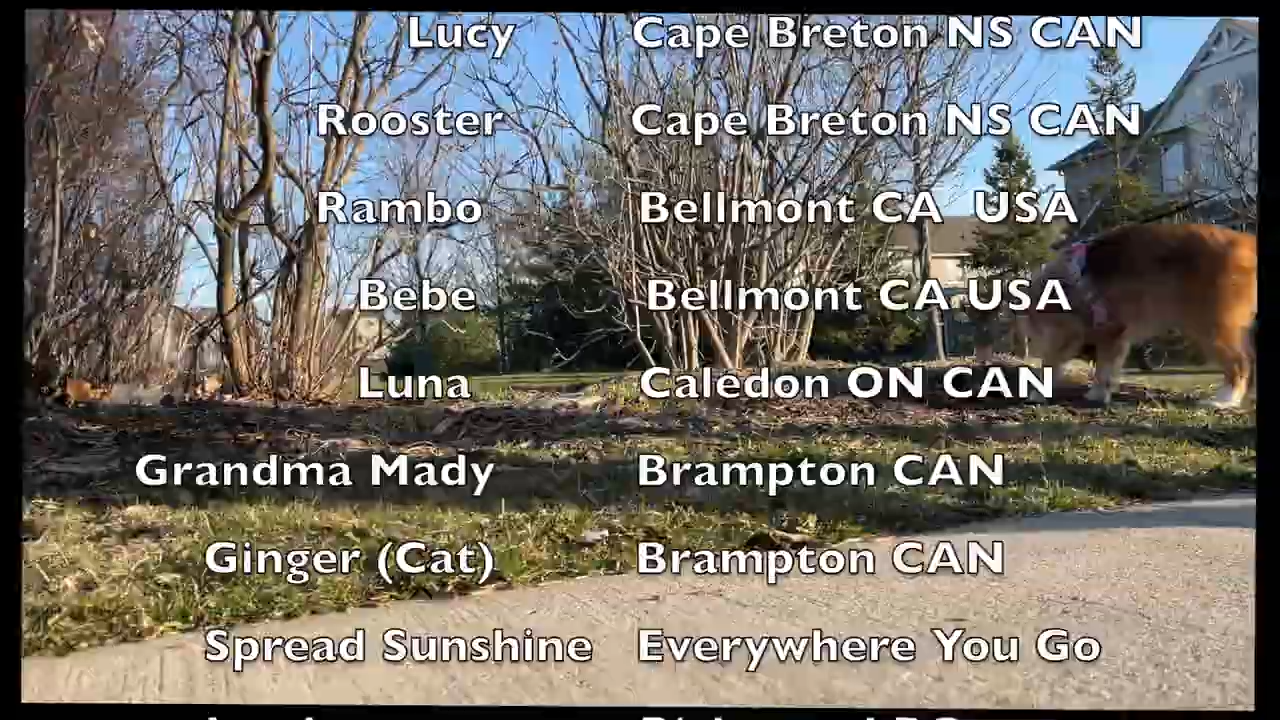 Lucy Cape Breton NS CAN
Rooster Cape Breton NS CAN
Rambo Bellmont CA USA
Bebe Bellmont CA USA
Luna Caledon ON CAN
Grandma Mady Brampton CAN
Ginger (Cat) Brampton CAN
Spread Sunshine Everywhere You Go